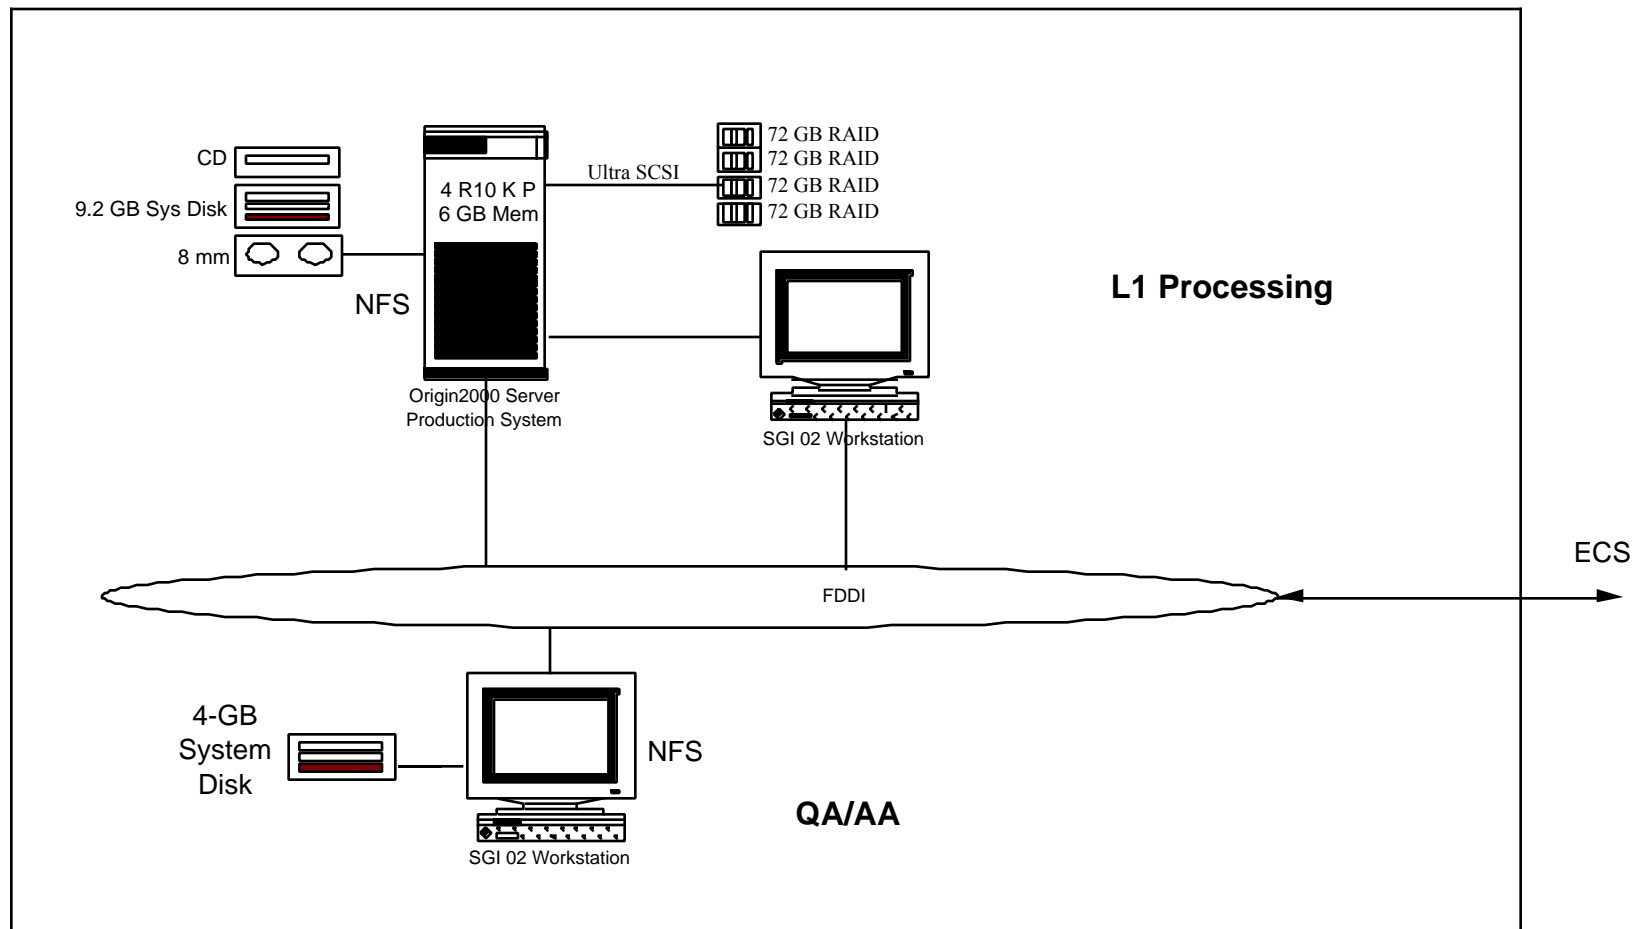 72 GB RAID
72 GB RAID
72 GB RAID
72 GB RAID
Ultra SCSI
CD
9.2 GB Sys Disk
8 mm
4 R10 K P
6 GB Mem
NFS
L1 Processing
Origin2000 Server
Production System
SGI 02 Workstation
ECS
FDDI
4-GB
System
Disk
NFS
QA/AA
SGI 02 Workstation